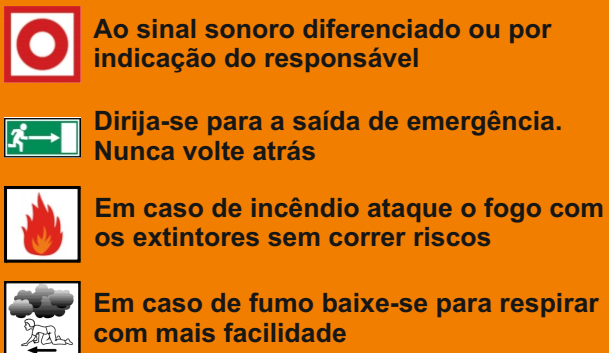 Ao sinal sonoro diferenciado ou por
indicação do responsável
Dirija-se para a saída de emergência.
Nunca volte atrás
Em caso de incêndio ataque o fogo com
os extintores sem correr riscos
Em caso de fumo baixe-se para respirar
com mais facilidade